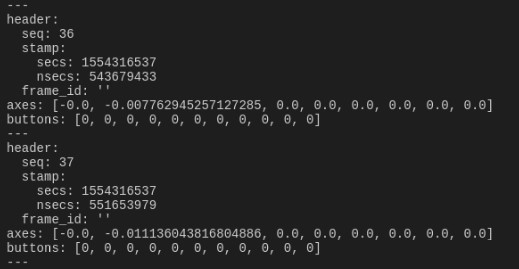 ---
header:
  seq: 36
  stamp:
    secs: 1554316537
    nsecs: 543679433
  frame_id: ''
axes: [-0.0, -0.007762945257127285, 0.0, 0.0, 0.0, 0.0, 0.0, 0.0]
buttons: [0, 0, 0, 0, 0, 0, 0, 0, 0, 0, 0]
---
header:
  seq: 37
  stamp:
    secs: 1554316537
    nsecs: 551653979
  frame_id: ''
axes: [-0.0, -0.011136043816804886, 0.0, 0.0, 0.0, 0.0, 0.0, 0.0]
buttons: [0, 0, 0, 0, 0, 0, 0, 0, 0, 0, 0]
---